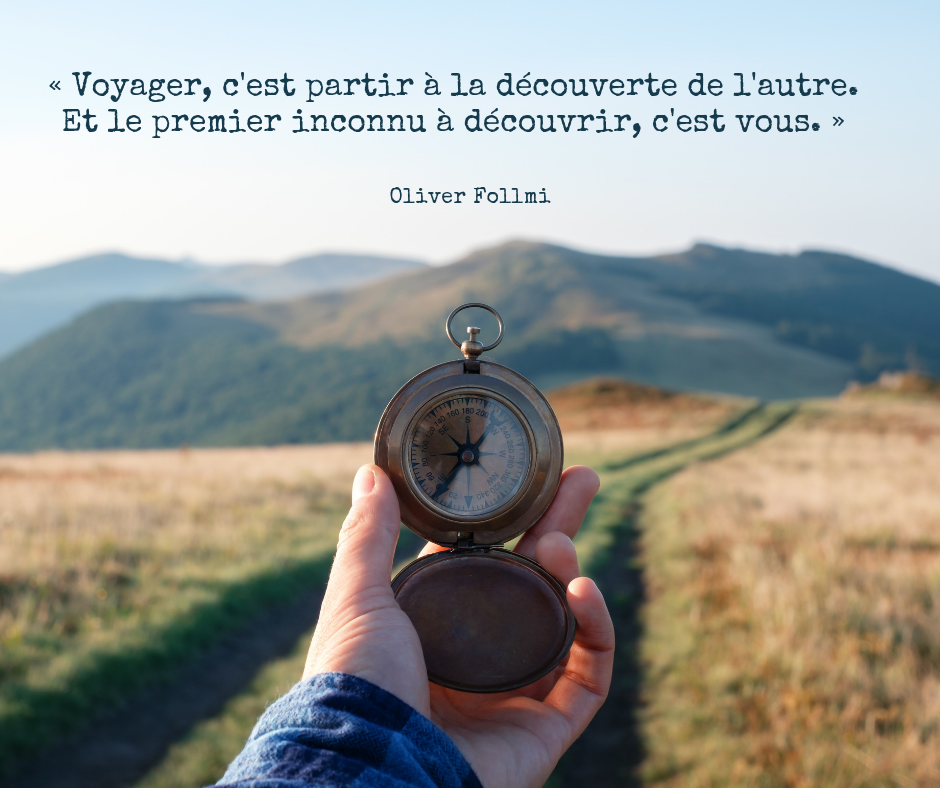 « Voyager, c'est partir à la découverte de l'autre.
Et le premier inconnu à découvrir, c'est vous. »
Oliver Follmi